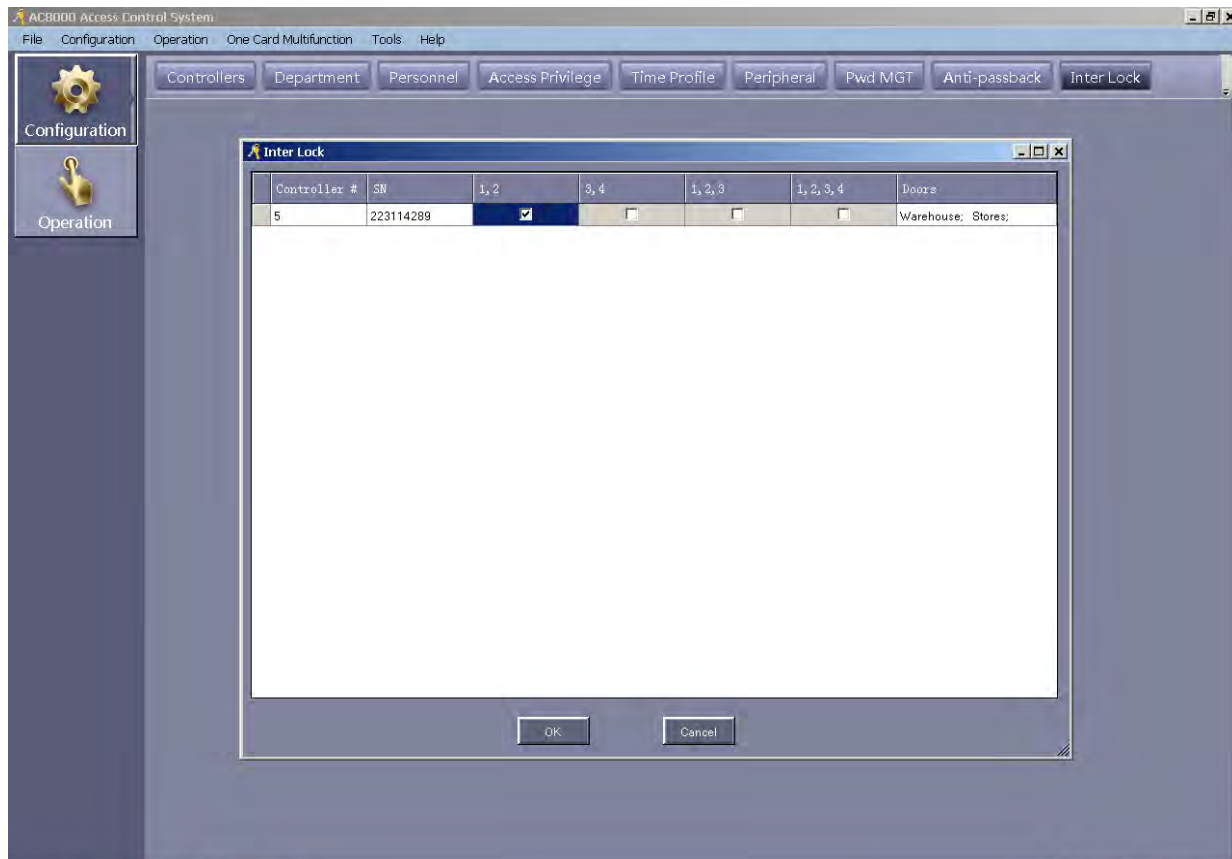 AC8000 Access Control System
File Configuration Operation One Card Multifunction Tools Help
Controllers Department Personnel Access Privilege Time Profile Peripheral Pwd MGT Anti-passback Inter Lock
Configuration
Operation
Inter Lock
Controller # SN 1,2 3,4 1,2,3 1,2,3,4 Doors
5 223114289 Warehouse; Stores;
OK Cancel